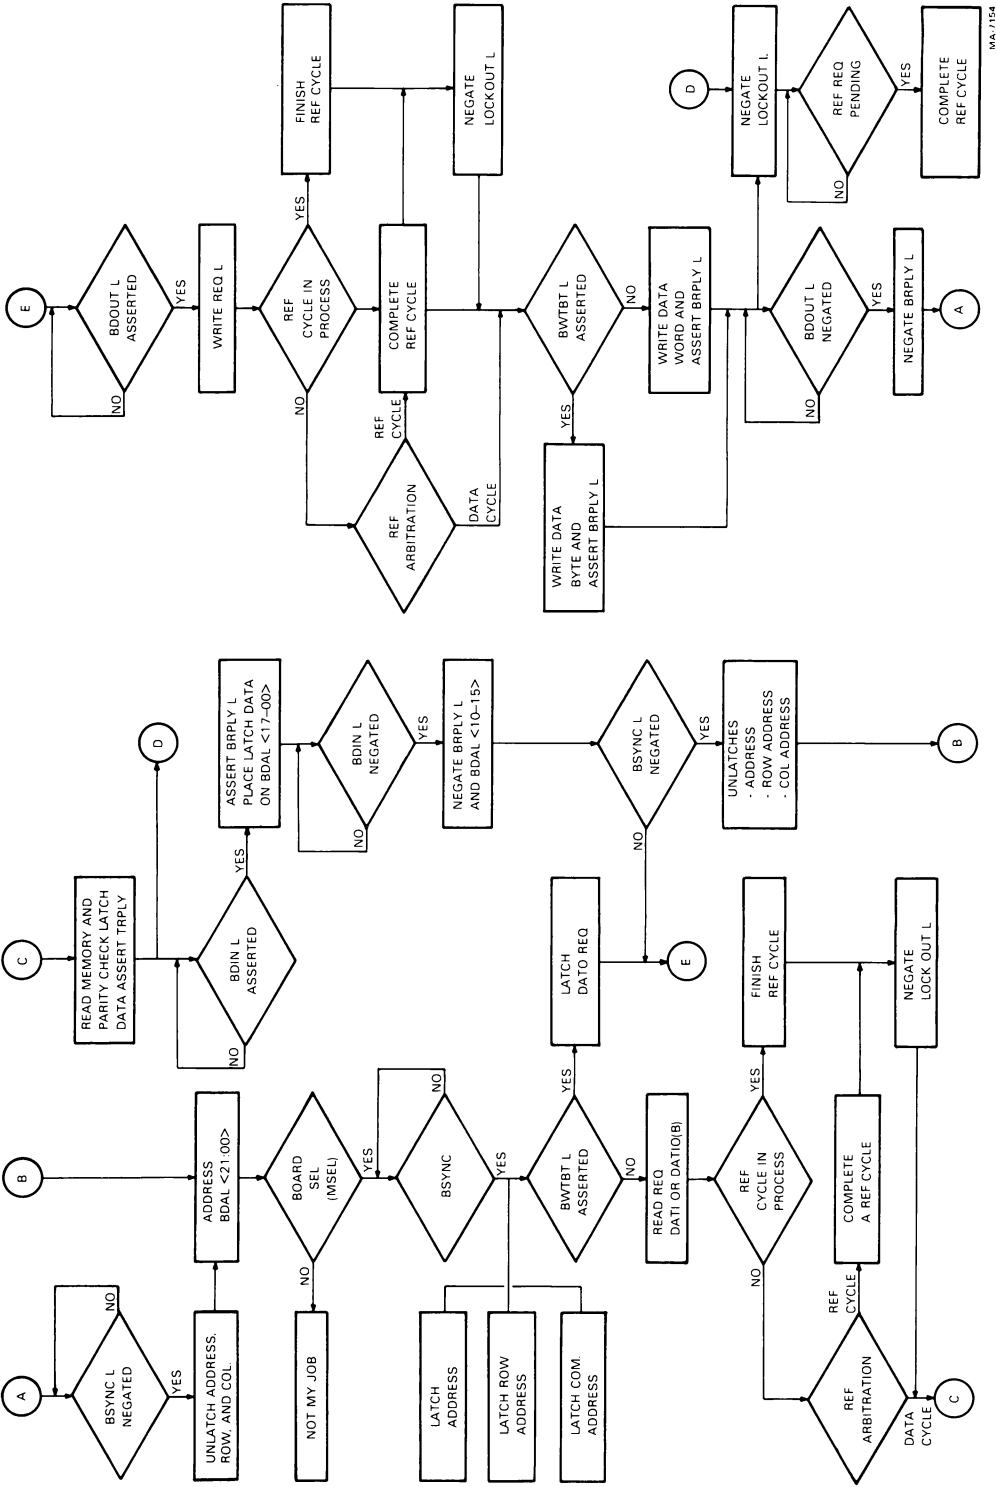 A
BSYNC L
NEGATED
NO
YES
UNLATCH ADDRESS,
ROW, AND COL.
B
ADDRESS
BDAL <21:00>
BOARD
SEL
(MSEL)
NO
NOT MY JOB
YES
BSYNC
NO
YES
LATCH
ADDRESS
LATCH ROW
ADDRESS
LATCH COM.
ADDRESS
BWTBT L
ASSERTED
YES
LATCH
DATO REQ
NO
READ REQ
DATI OR DATIO(B)
REF
CYCLE IN
PROCESS
YES
FINISH
REF CYCLE
NO
REF
ARBITRATION
REF
CYCLE
COMPLETE
A REF CYCLE
NEGATE
LOCK OUT L
DATA
CYCLE
C
C
READ MEMORY AND
PARITY CHECK LATCH
DATA ASSERT TRPLY
D
BDIN L
ASSERTED
NO
YES
ASSERT BRPLY L
PLACE LATCH DATA
ON BDAL <17-00>
BDIN L
NEGATED
NO
YES
NEGATE BRPLY L
AND BDAL <10-15>
BSYNC L
NEGATED
NO
E
YES
UNLATCHES
- ADDRESS
- ROW ADDRESS
- COL ADDRESS
B
E
BDOUT L
ASSERTED
NO
YES
WRITE REQ L
REF
CYCLE IN
PROCESS
YES
FINISH
REF CYCLE
NO
REF
ARBITRATION
REF
CYCLE
COMPLETE
REF CYCLE
NEGATE
LOCKOUT L
DATA
CYCLE
BWTBT L
ASSERTED
YES
WRITE DATA
BYTE AND
ASSERT BRPLY L
NO
WRITE DATA
WORD AND
ASSERT BRPLY L
BDOUT L
NEGATED
NO
YES
NEGATE BRPLY L
A
D
NEGATE
LOCKOUT L
REF REQ
PENDING
NO
YES
COMPLETE
REF CYCLE
MA-7154